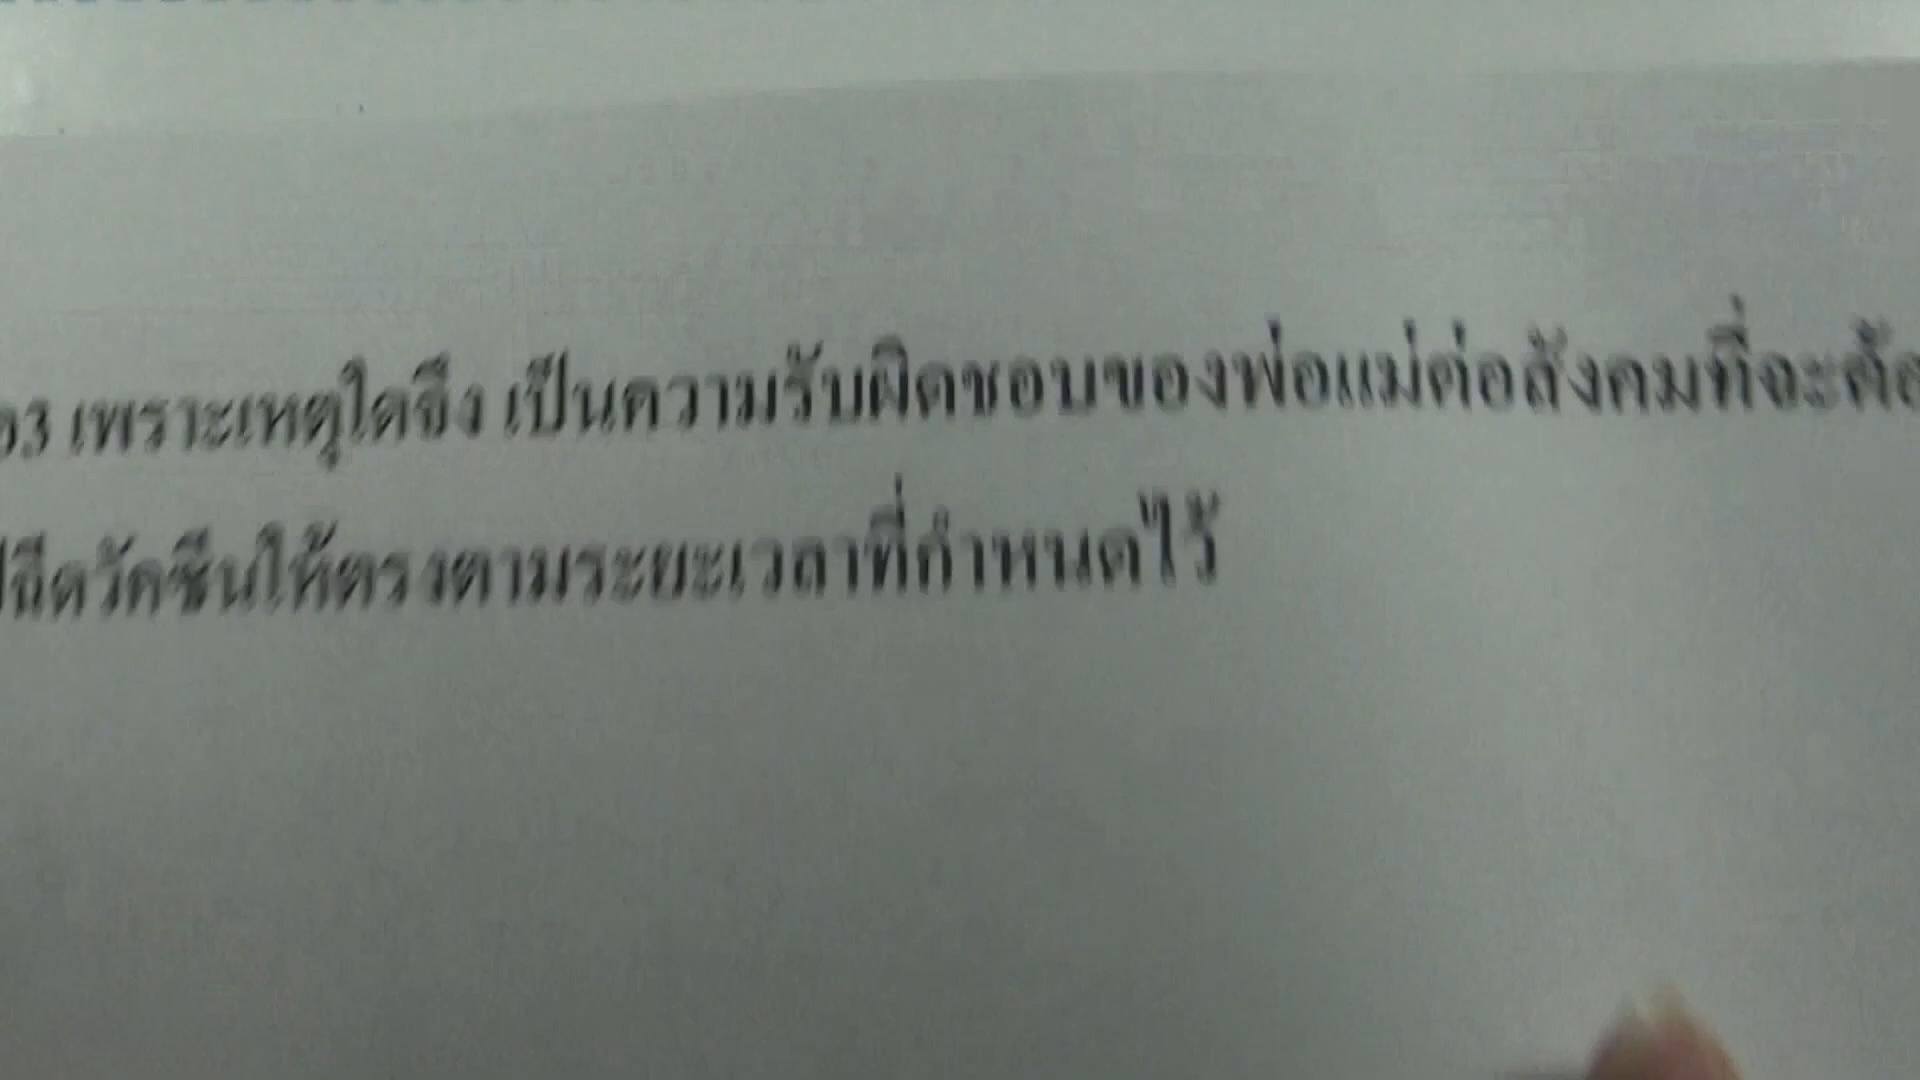 3 เพราะเหตุใดจึง เป็นความรับผิดชอบของพ่อแม่ต่อสังคมที่จะ
ฉีดวัคซีนให้ตรงตามระยะเวลาที่กำหนดไว้